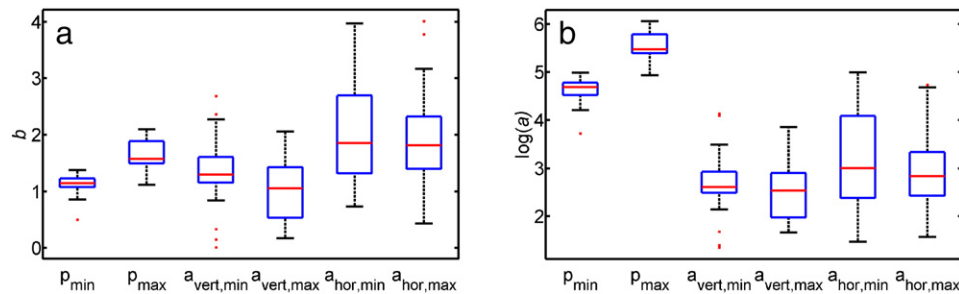 a
4
3
2
1
0
b
p_min p_max a_vert,min a_vert,max a_hor,min a_hor,max
b
6
5
4
3
2
log(a)
p_min p_max a_vert,min a_vert,max a_hor,min a_hor,max